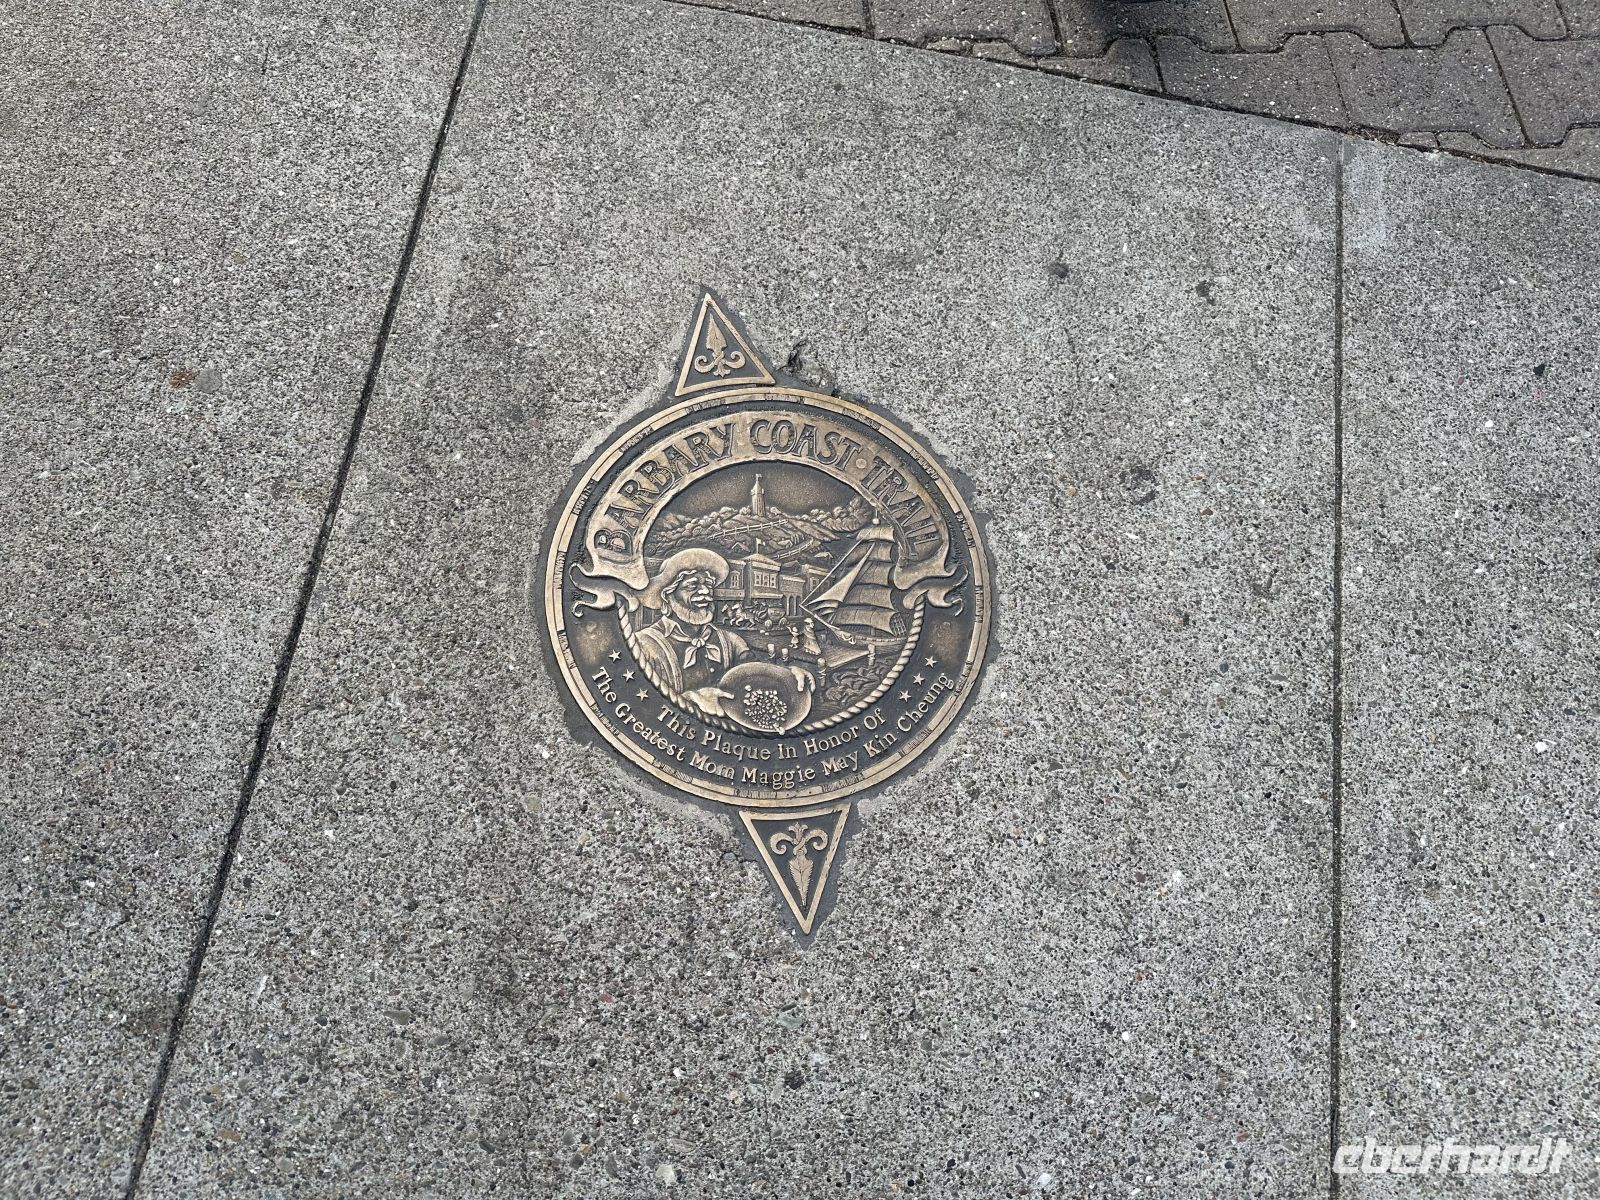 BARBARY COAST · TRAIL
This Plaque In Honor Of
The Greatest Mom Maggie May Kin Cheung
eberhardt